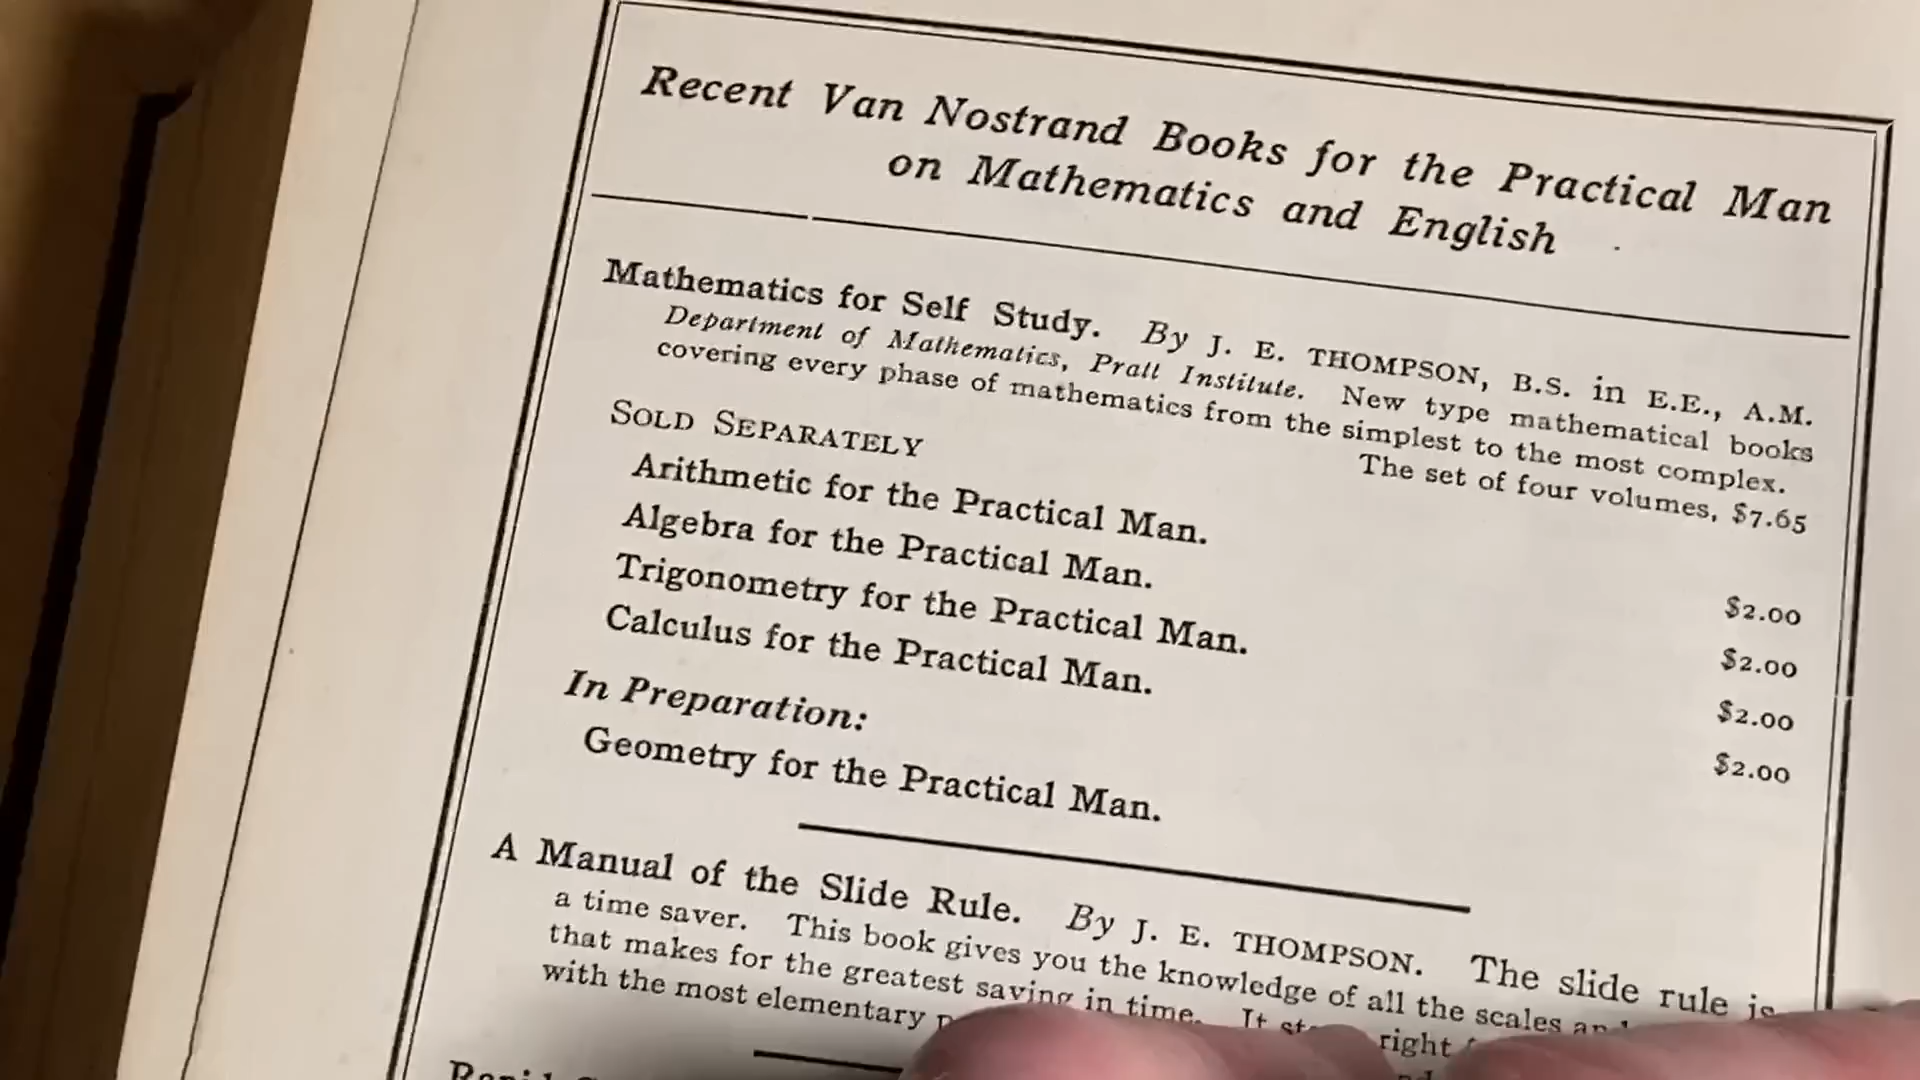 Recent Van Nostrand Books for the Practical Man
on Mathematics and English
Mathematics for Self Study. By J. E. THOMPSON, B.S. in E.E., A.M.
Department of Mathematics, Pratt Institute. New type mathematical books
covering every phase of mathematics from the simplest to the most complex.
The set of four volumes, $7.65
SOLD SEPARATELY
Arithmetic for the Practical Man. $2.00
Algebra for the Practical Man. $2.00
Trigonometry for the Practical Man. $2.00
Calculus for the Practical Man. $2.00
In Preparation:
Geometry for the Practical Man.
A Manual of the Slide Rule. By J. E. THOMPSON. The slide rule is
a time saver. This book gives you the knowledge of all the scales
that makes for the greatest saving in time. It right
with the most elementary